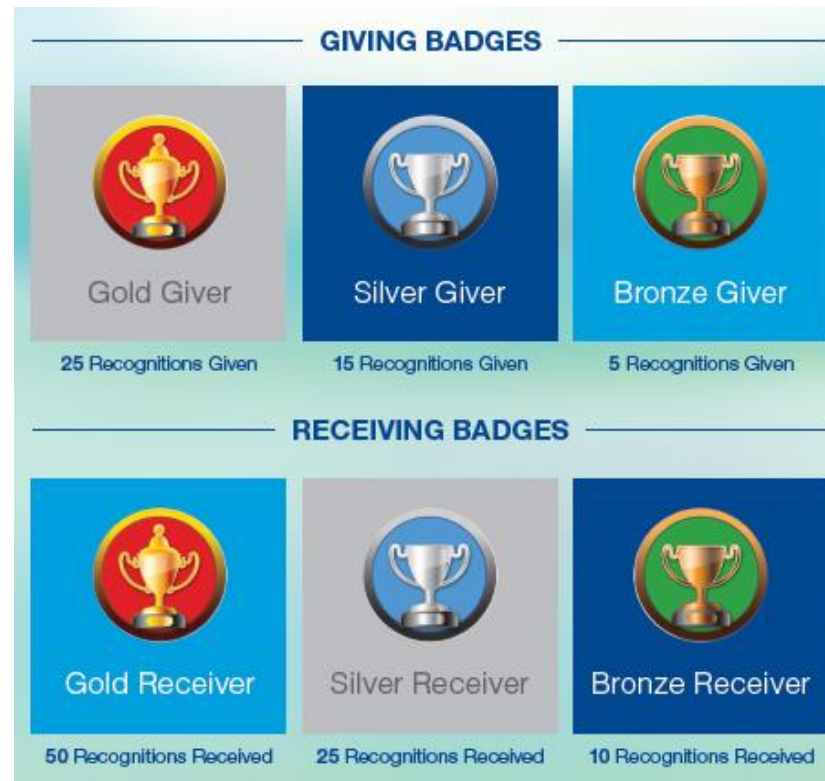 GIVING BADGES
Gold Giver
Silver Giver
Bronze Giver
25 Recognitions Given
15 Recognitions Given
5 Recognitions Given
RECEIVING BADGES
Gold Receiver
Silver Receiver
Bronze Receiver
50 Recognitions Received
25 Recognitions Received
10 Recognitions Received